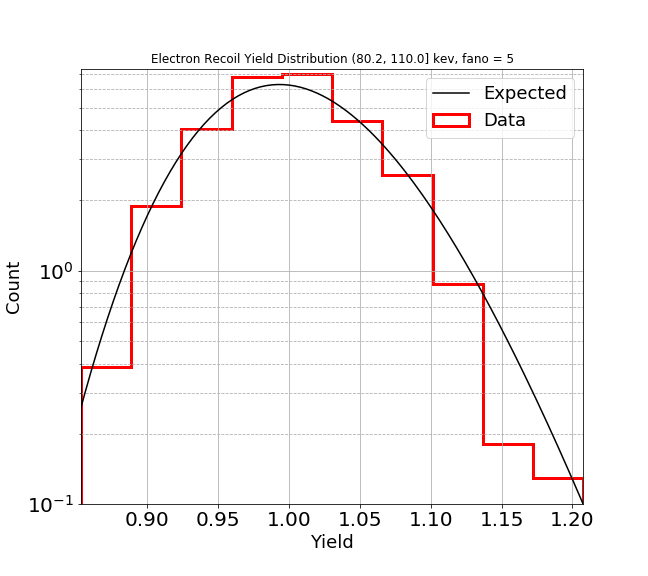 Electron Recoil Yield Distribution (80.2, 110.0] kev, fano = 5
Expected
Data
Count
10⁰
10⁻¹
0.90 0.95 1.00 1.05 1.10 1.15 1.20
Yield